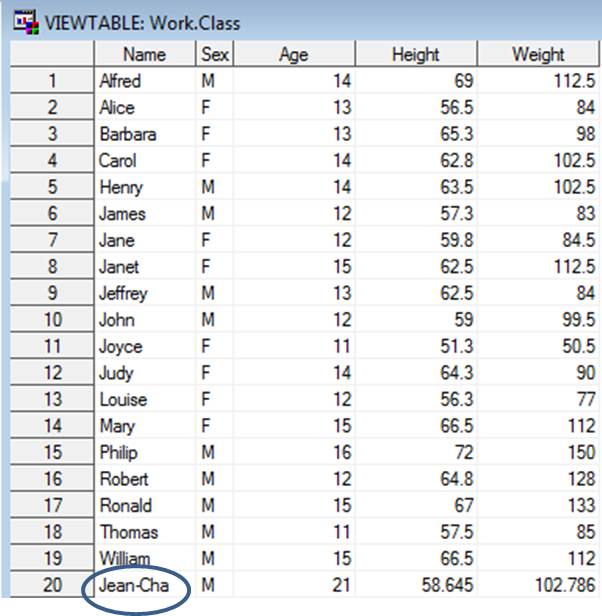 VIEWTABLE: Work.Class
Name Sex Age Height Weight
1 Alfred M 14 69 112.5
2 Alice F 13 56.5 84
3 Barbara F 13 65.3 98
4 Carol F 14 62.8 102.5
5 Henry M 14 63.5 102.5
6 James M 12 57.3 83
7 Jane F 12 59.8 84.5
8 Janet F 15 62.5 112.5
9 Jeffrey M 13 62.5 84
10 John M 12 59 99.5
11 Joyce F 11 51.3 50.5
12 Judy F 14 64.3 90
13 Louise F 12 56.3 77
14 Mary F 15 66.5 112
15 Philip M 16 72 150
16 Robert M 12 64.8 128
17 Ronald M 15 67 133
18 Thomas M 11 57.5 85
19 William M 15 66.5 112
20 Jean-Cha M 21 58.645 102.786